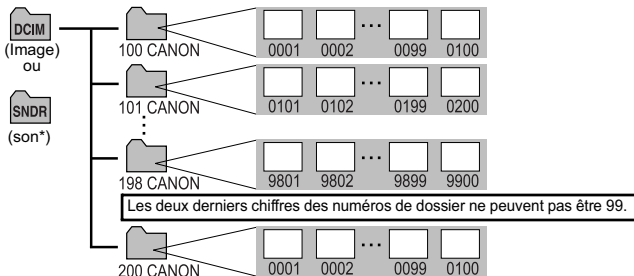 DCIM
(Image)
ou
SNDR
(son*)
100 CANON
0001 0002 ... 0099 0100
101 CANON
0101 0102 ... 0199 0200
198 CANON
9801 9802 ... 9899 9900
Les deux derniers chiffres des numéros de dossier ne peuvent pas être 99.
200 CANON
0001 0002 ... 0099 0100